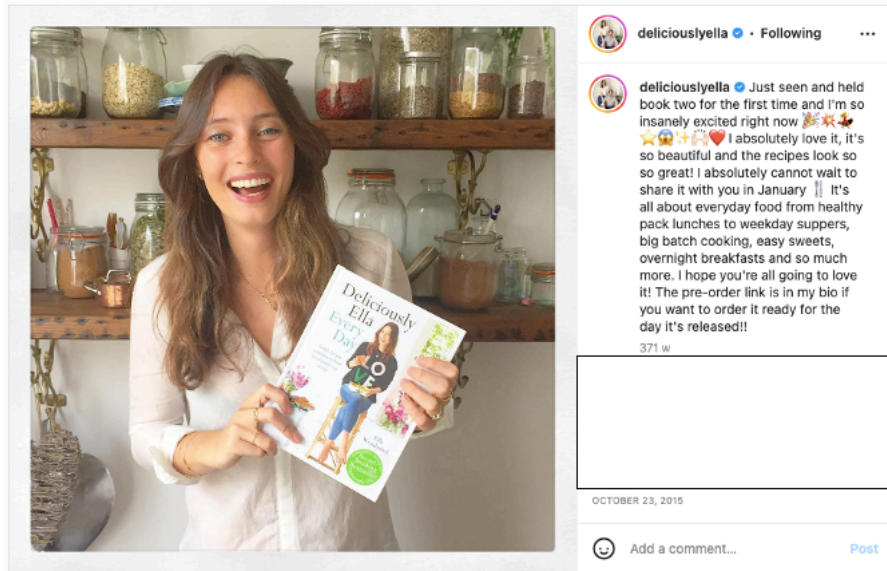 deliciouslyella • Following
deliciouslyella Just seen and held
book two for the first time and I'm so
insanely excited right now 🎉💥💃
⭐😱✨🙌🏻❤️ I absolutely love it, it's
so beautiful and the recipes look so
so great! I absolutely cannot wait to
share it with you in January 🍴 It's
all about everyday food from healthy
pack lunches to weekday suppers,
big batch cooking, easy sweets,
overnight breakfasts and so much
more. I hope you're all going to love
it! The pre-order link is in my bio if
you want to order it ready for the
day it's released!!
371 w
OCTOBER 23, 2015
Add a comment...
Post
Deliciously
Ella
Every
Day
LOVE
Ella
Woodward